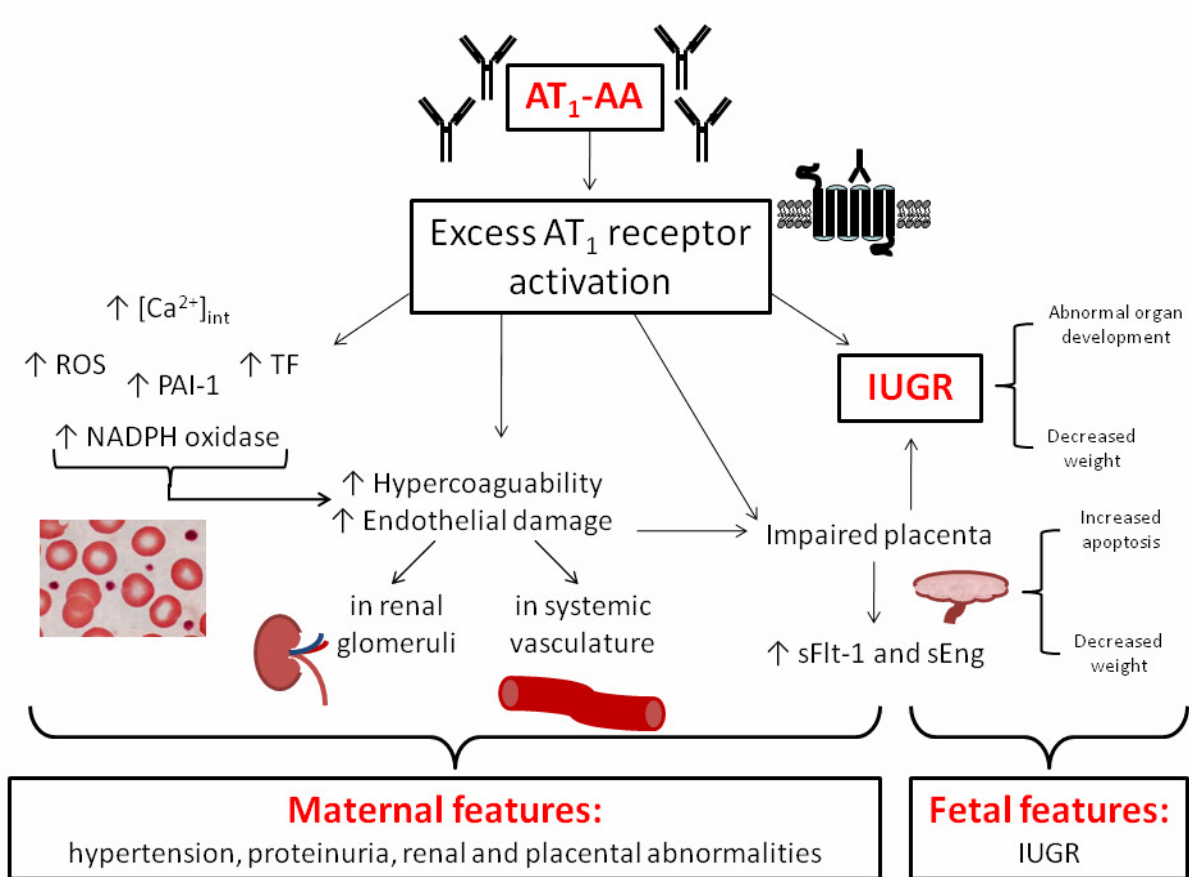 AT₁-AA
Excess AT₁ receptor
activation
↑ [Ca²⁺]int
↑ ROS
↑ PAI-1
↑ TF
↑ NADPH oxidase
↑ Hypercoaguability
↑ Endothelial damage
in renal
glomeruli
in systemic
vasculature
Impaired placenta
↑ sFlt-1 and sEng
IUGR
Abnormal organ
development
Decreased
weight
Increased
apoptosis
Decreased
weight
Maternal features:
hypertension, proteinuria, renal and placental abnormalities
Fetal features:
IUGR